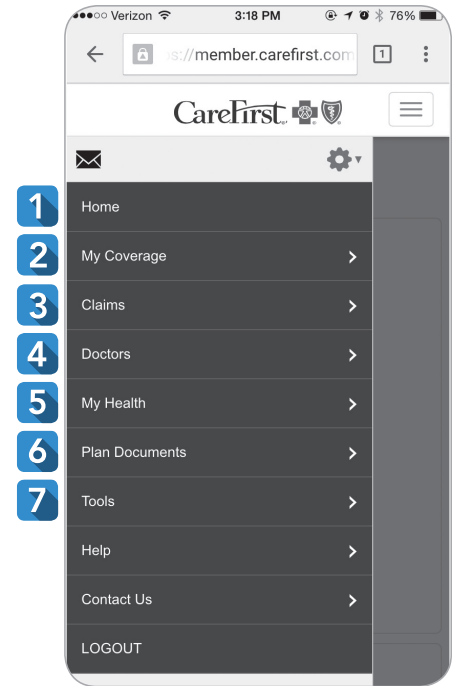 Verizon 3:18 PM 76%
s://member.carefirst.com 1
CareFirst
1 Home
2 My Coverage
3 Claims
4 Doctors
5 My Health
6 Plan Documents
7 Tools
Help
Contact Us
LOGOUT